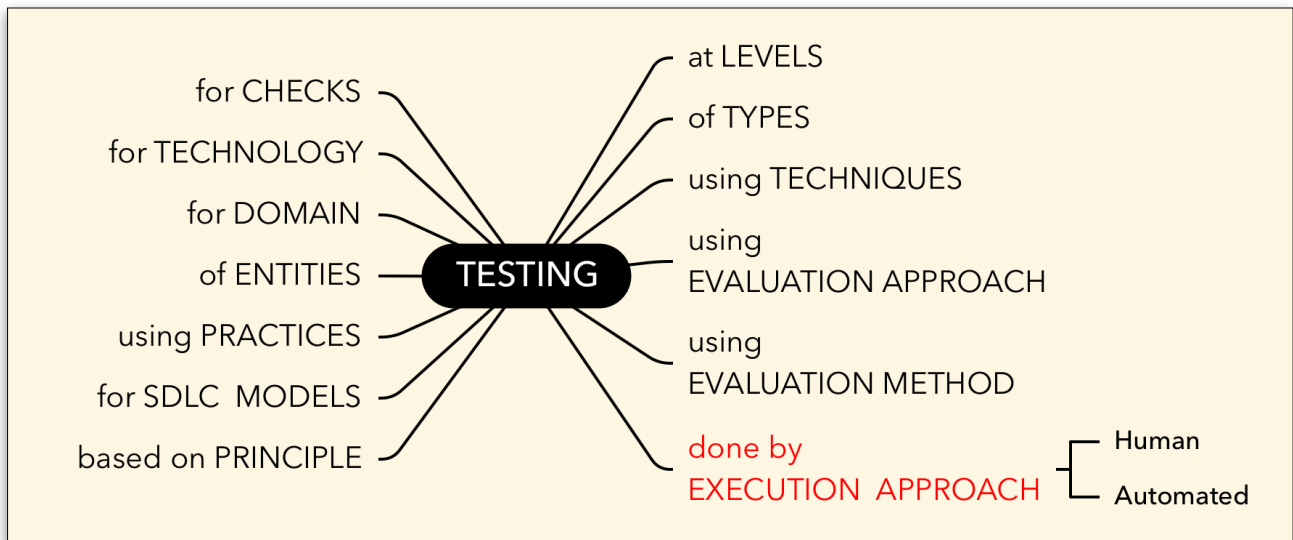 for CHECKS
for TECHNOLOGY
for DOMAIN
of ENTITIES
using PRACTICES
for SDLC  MODELS
based on PRINCIPLE
TESTING
at LEVELS
of TYPES
using TECHNIQUES
using
EVALUATION APPROACH
using
EVALUATION METHOD
done by
EXECUTION  APPROACH
Human
Automated